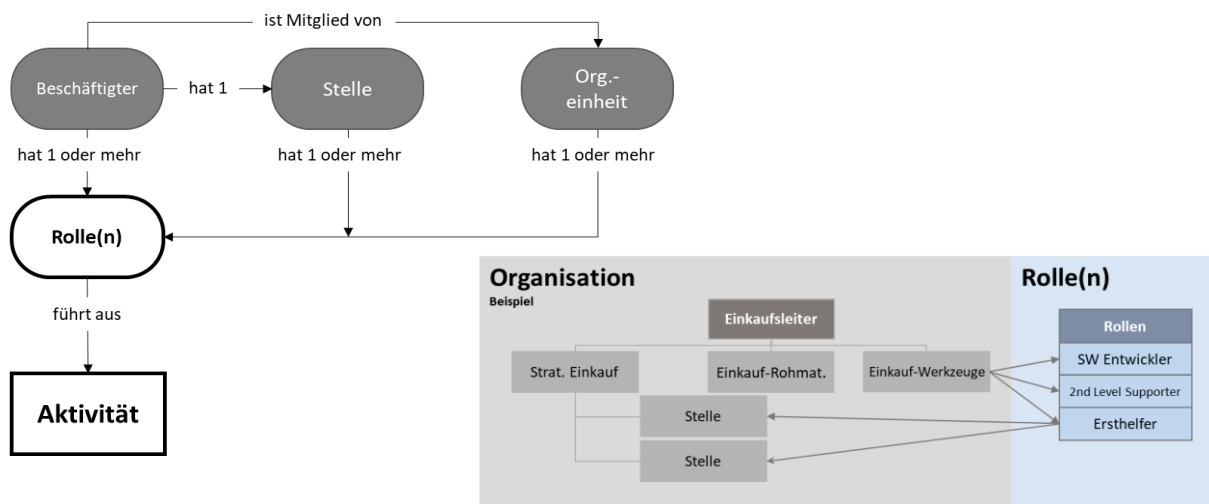 ist Mitglied von
Beschäftigter
hat 1
Stelle
Org.-
einheit
hat 1 oder mehr
hat 1 oder mehr
hat 1 oder mehr
Rolle(n)
führt aus
Aktivität
Organisation
Beispiel
Einkaufsleiter
Strat. Einkauf
Einkauf-Rohmat.
Einkauf-Werkzeuge
Stelle
Stelle
Rolle(n)
Rollen
SW Entwickler
2nd Level Supporter
Ersthelfer